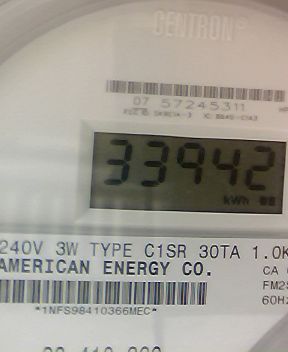 CENTRON®
07 57245311
33942
kWh
240V 3W TYPE C1SR 30TA 1.0K
AMERICAN ENERGY CO.
CA
FM2S
60Hz
*1NFS98410366MEC*